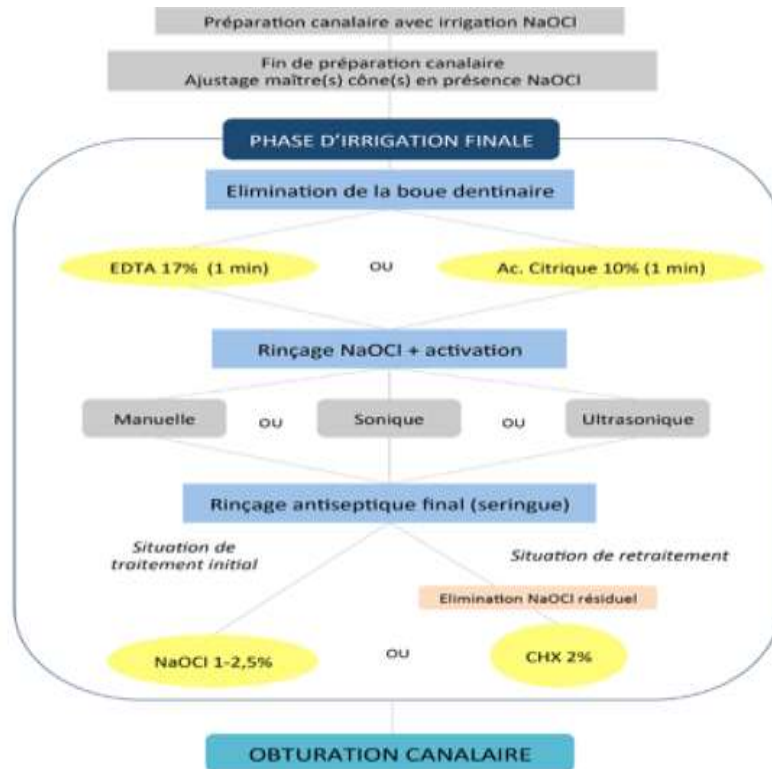 Préparation canalaire avec irrigation NaOCl
Fin de préparation canalaire
Ajustage maître(s) cône(s) en présence NaOCl
PHASE D'IRRIGATION FINALE
Elimination de la boue dentinaire
EDTA 17% (1 min)
OU
Ac. Citrique 10% (1 min)
Rinçage NaOCl + activation
Manuelle
OU
Sonique
OU
Ultrasonique
Rinçage antiseptique final (seringue)
Situation de
traitement initial
Situation de retraitement
Elimination NaOCl résiduel
NaOCl 1-2,5%
OU
CHX 2%
OBTURATION CANALAIRE